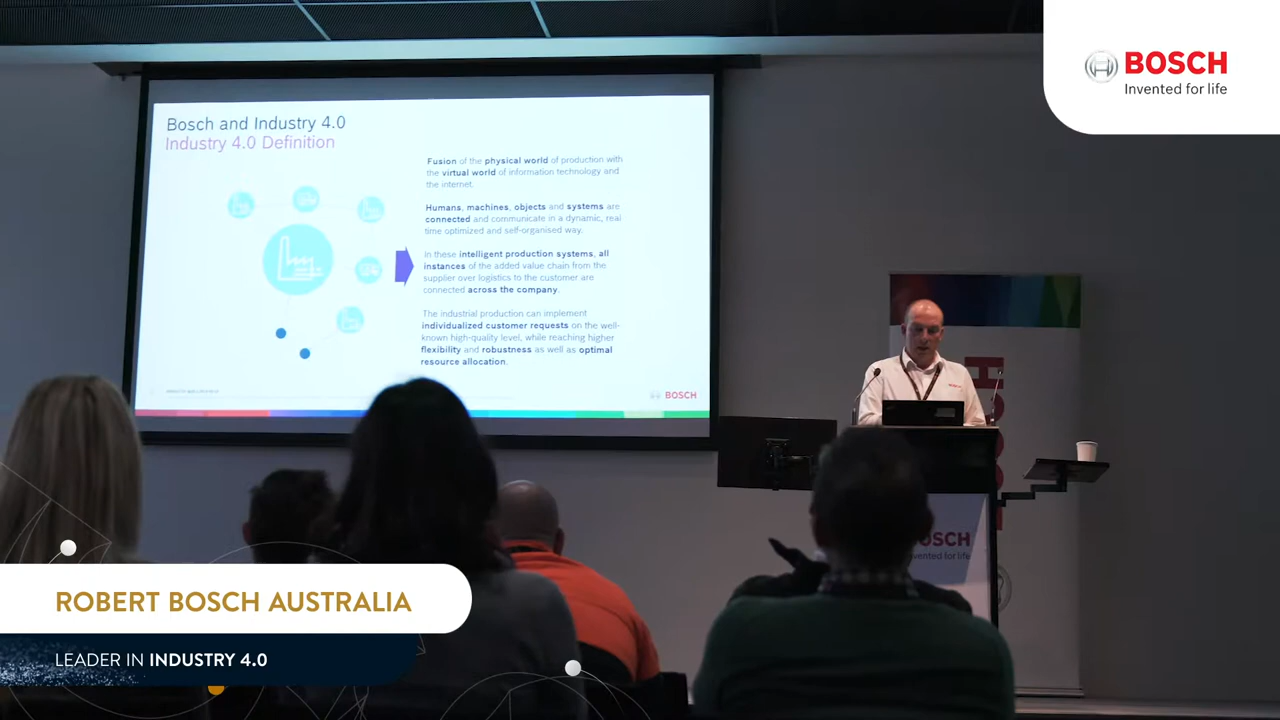 BOSCH
Invented for life
Bosch and Industry 4.0
Industry 4.0 Definition
Fusion of the physical world of production with
the virtual world of information technology and
the internet.
Humans, machines, objects and systems are
connected and communicate in a dynamic, real
time optimized and self-organised way.
In these intelligent production systems, all
instances of the added value chain from the
supplier over logistics to the customer are
connected across the company.
The industrial production can implement
individualized customer requests on the well-
known high-quality level, while reaching higher
flexibility and robustness as well as optimal
resource allocation.
BOSCH
ROBERT BOSCH AUSTRALIA
LEADER IN INDUSTRY 4.0